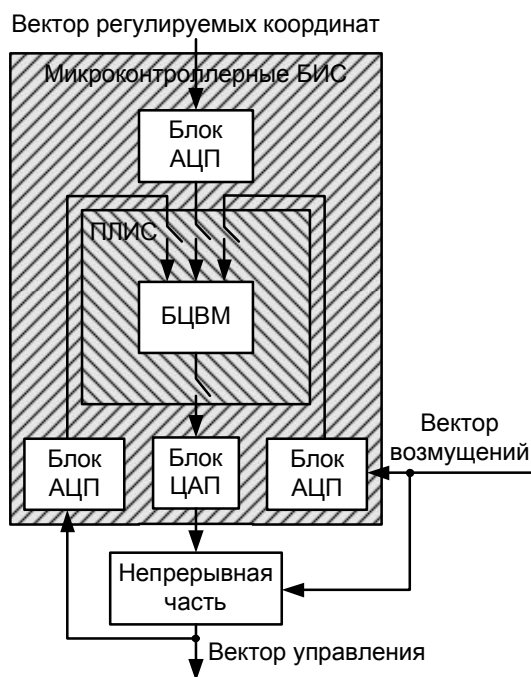 Вектор регулируемых координат
Микроконтроллерные БИС
Блок
АЦП
ПЛИС
БЦВМ
Вектор
возмущений
Блок
АЦП
Блок
ЦАП
Блок
АЦП
Непрерывная
часть
Вектор управления